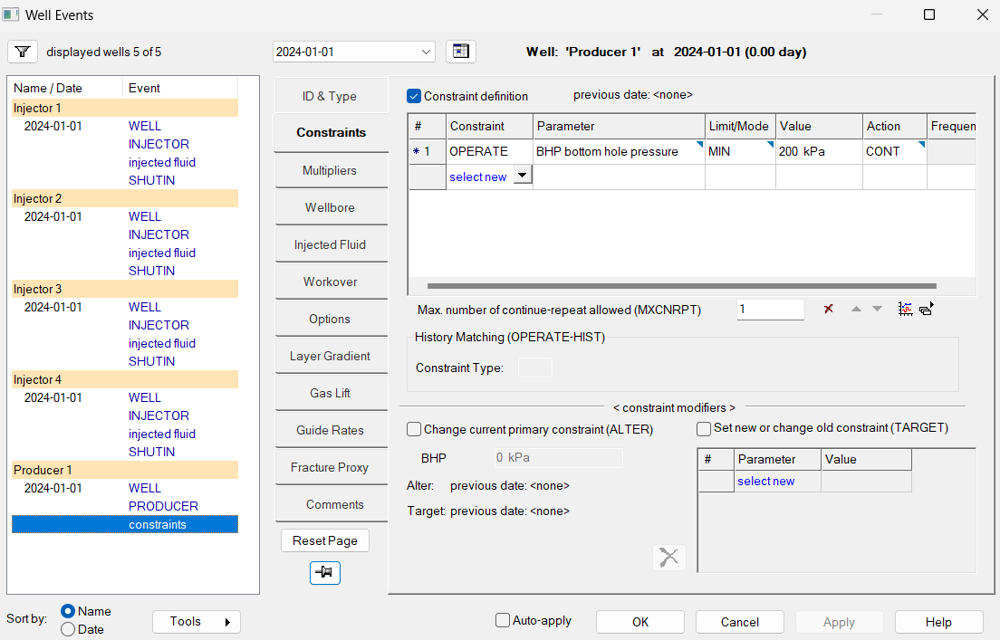 Well Events
displayed wells 5 of 5
2024-01-01
Well: 'Producer 1' at 2024-01-01 (0.00 day)
Name / Date Event
Injector 1
2024-01-01 WELL
INJECTOR
injected fluid
SHUTIN
Injector 2
2024-01-01 WELL
INJECTOR
injected fluid
SHUTIN
Injector 3
2024-01-01 WELL
INJECTOR
injected fluid
SHUTIN
Injector 4
2024-01-01 WELL
INJECTOR
injected fluid
SHUTIN
Producer 1
2024-01-01 WELL
PRODUCER
constraints
ID & Type
Constraints
Multipliers
Wellbore
Injected Fluid
Workover
Options
Layer Gradient
Gas Lift
Guide Rates
Fracture Proxy
Comments
Reset Page
Constraint definition previous date: <none>
# Constraint Parameter Limit/Mode Value Action Frequen
* 1 OPERATE BHP bottom hole pressure MIN 200 kPa CONT
select new
Max. number of continue-repeat allowed (MXCNRPT) 1
History Matching (OPERATE-HIST)
Constraint Type:
< constraint modifiers >
Change current primary constraint (ALTER)
BHP 0 kPa
Alter: previous date: <none>
Target: previous date: <none>
Set new or change old constraint (TARGET)
# Parameter Value
select new
Sort by: Name
Date
Tools
Auto-apply
OK
Cancel
Apply
Help